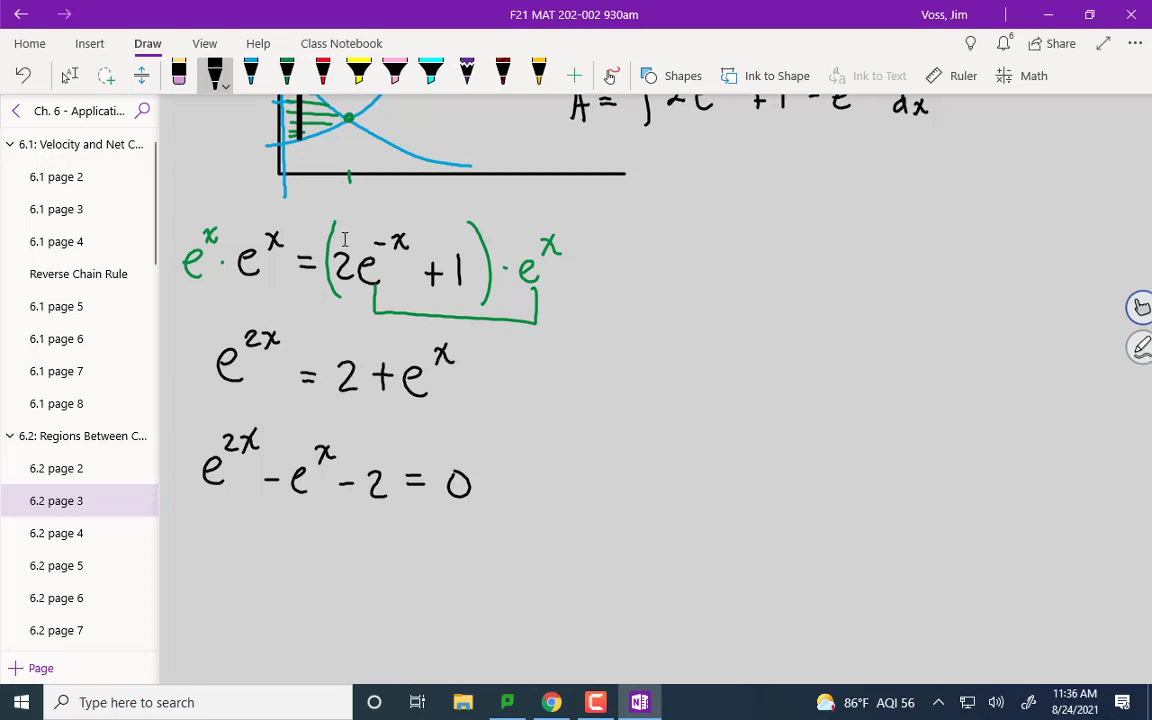 F21 MAT 202-002 930am
Voss, Jim
Home Insert Draw View Help Class Notebook
Share
Shapes Ink to Shape Ink to Text Ruler Math
Ch. 6 - Applicati...
6.1: Velocity and Net C...
6.1 page 2
6.1 page 3
6.1 page 4
Reverse Chain Rule
6.1 page 5
6.1 page 6
6.1 page 7
6.1 page 8
6.2: Regions Between C...
6.2 page 2
6.2 page 3
6.2 page 4
6.2 page 5
6.2 page 6
6.2 page 7
Page
A = ∫ + 1 - e dx
e^x · e^x = (2e^-x + 1) · e^x
e^2x = 2 + e^x
e^2x - e^x - 2 = 0
Type here to search
86°F AQI 56
11:36 AM
8/24/2021
6